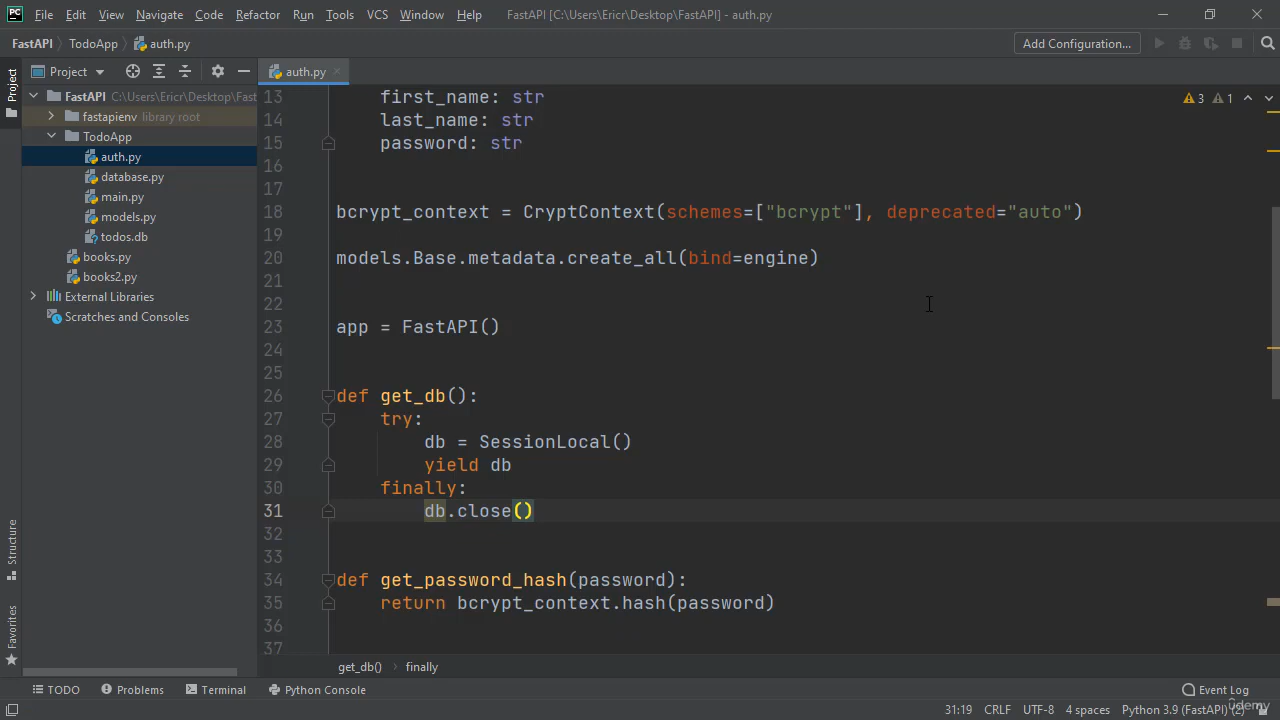 PC File Edit View Navigate Code Refactor Run Tools VCS Window Help FastAPI [C:\Users\Ericr\Desktop\FastAPI] - auth.py
FastAPI TodoApp auth.py Add Configuration...
Project auth.py
Project
FastAPI C:\Users\Ericr\Desktop\Fast
fastapienv library root
TodoApp
auth.py
database.py
main.py
models.py
todos.db
books.py
books2.py
External Libraries
Scratches and Consoles
Structure
Favorites
3 1
13 first_name: str
14 last_name: str
15 password: str
16
17
18 bcrypt_context = CryptContext(schemes=["bcrypt"], deprecated="auto")
19
20 models.Base.metadata.create_all(bind=engine)
21
22
23 app = FastAPI()
24
25
26 def get_db():
27 try:
28 db = SessionLocal()
29 yield db
30 finally:
31 db.close()
32
33
34 def get_password_hash(password):
35 return bcrypt_context.hash(password)
36
37
get_db() finally
TODO Problems Terminal Python Console Event Log
31:19 CRLF UTF-8 4 spaces Python 3.9 (FastAPI) (2)
Udemy